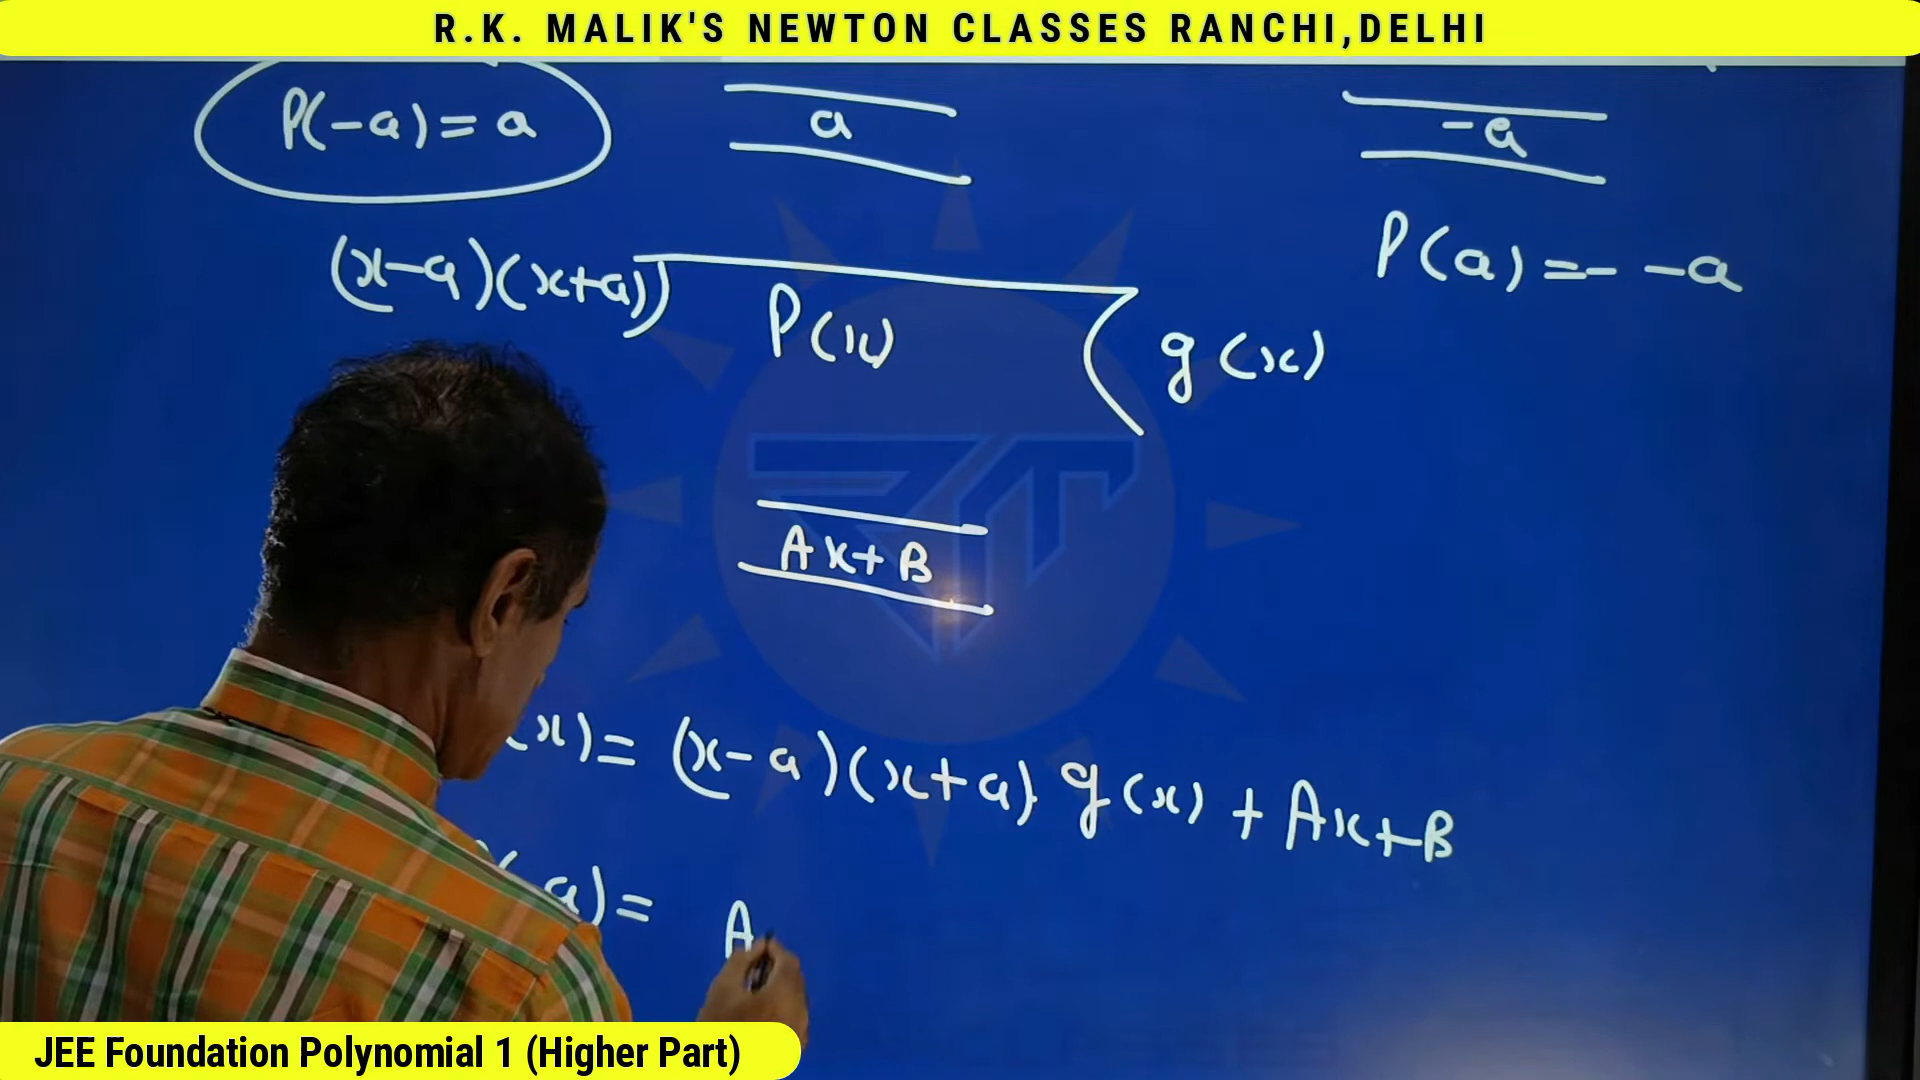 R.K. MALIK'S NEWTON CLASSES RANCHI,DELHI
P(-a) = a
a
-a
P(a) =- -a
(x-a)(x+a)) P(x) g(x)
Ax+B
(x) = (x-a)(x+a) g(x) + Ax+B
a) = A
JEE Foundation Polynomial 1 (Higher Part)